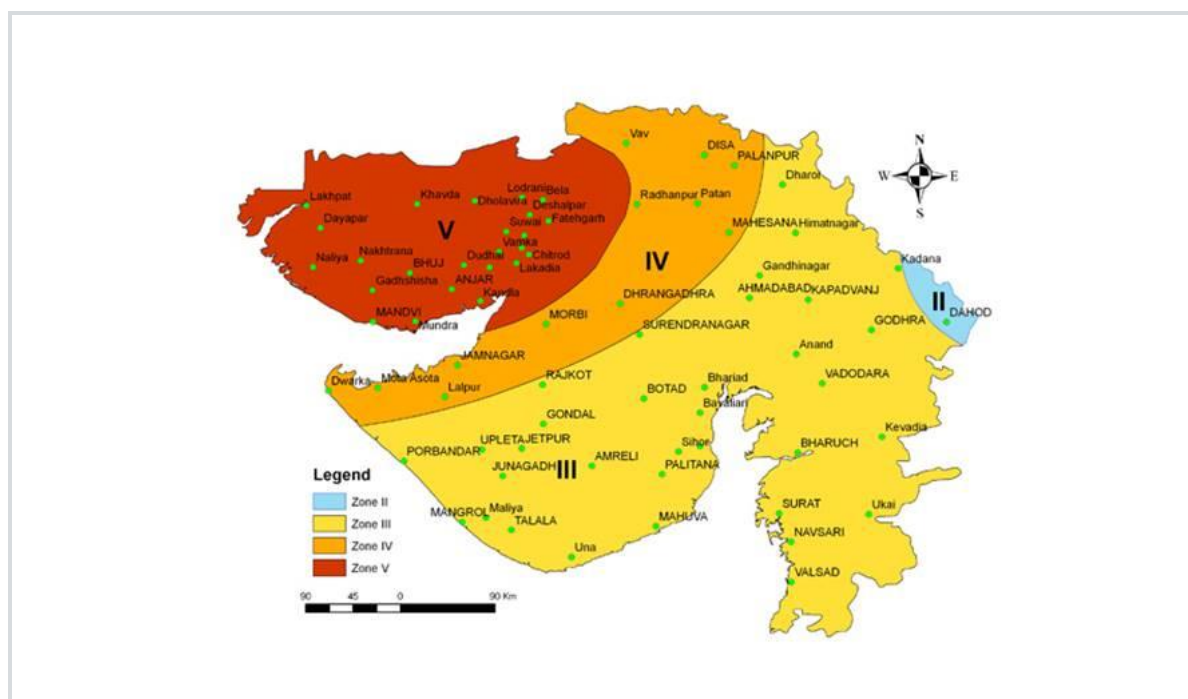 Vav
DISA
PALANPUR
Dharoi
N
W E
S
Lakhpat
Khavda
Dholavira
Lodrani
Bela
Deshalpar
Fatehgarh
Radhanpur
Patan
Dayapar
V
Suwai
MAHESANA
Himatnagar
Naliya
Nakhtrana
BHUJ
Dudhai
Vamka
Chitrod
Lakadia
IV
Gandhinagar
Kadana
Gadhshisha
ANJAR
Kandla
DHRANGADHRA
AHMADABAD
KAPADVANJ
II
DAHOD
MANDVI
Mundra
MORBI
SURENDRANAGAR
GODHRA
Anand
JAMNAGAR
Dwarka
Mota Asota
Lalpur
RAJKOT
BOTAD
Bhariad
VADODARA
Bavaliari
GONDAL
UPLETA
JETPUR
PORBANDAR
Sihor
BHARUCH
Kevadia
JUNAGADH
III
AMRELI
PALITANA
MANGROL
Maliya
TALALA
MAHUVA
SURAT
Ukai
NAVSARI
Una
VALSAD
Legend
Zone II
Zone III
Zone IV
Zone V
90 45 0 90 Km